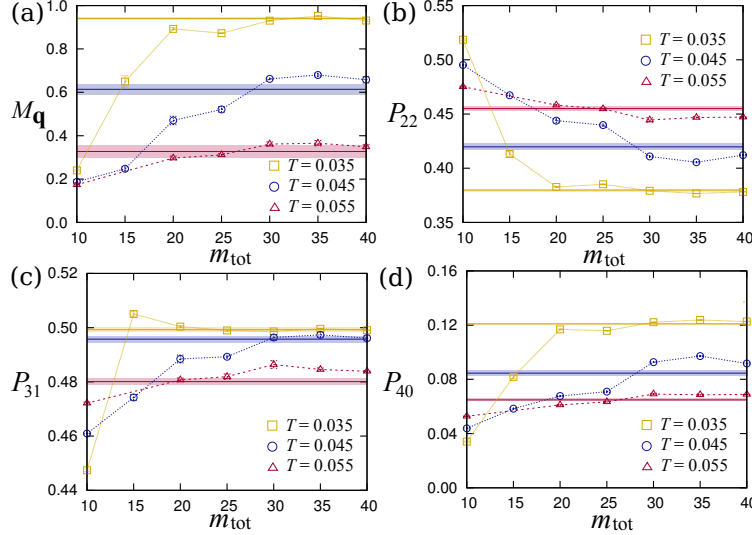 (a)
1.0
0.8
0.6
0.4
0.2
0.0
M_q
T = 0.035
T = 0.045
T = 0.055
10 15 20 25 30 35 40
m_tot
(b)
0.55
0.50
0.45
0.40
0.35
P_22
T = 0.035
T = 0.045
T = 0.055
10 15 20 25 30 35 40
m_tot
(c)
0.52
0.50
0.48
0.46
0.44
P_31
T = 0.035
T = 0.045
T = 0.055
10 15 20 25 30 35 40
m_tot
(d)
0.16
0.12
0.08
0.04
0.00
P_40
T = 0.035
T = 0.045
T = 0.055
10 15 20 25 30 35 40
m_tot